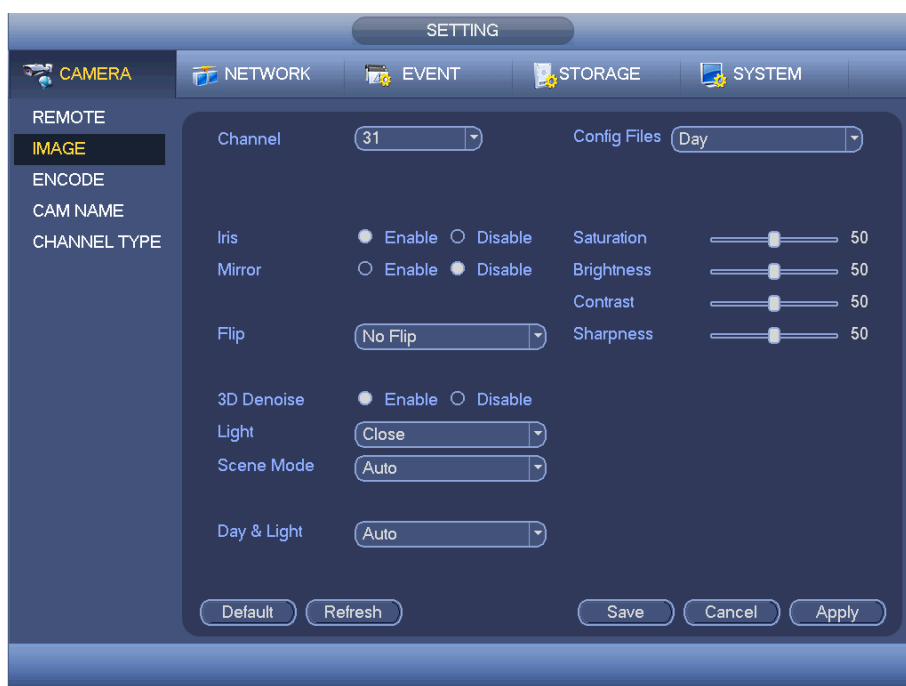 SETTING
CAMERA NETWORK EVENT STORAGE SYSTEM
REMOTE
IMAGE
ENCODE
CAM NAME
CHANNEL TYPE
Channel 31 Config Files Day
Iris Enable Disable Saturation 50
Mirror Enable Disable Brightness 50
Contrast 50
Flip No Flip Sharpness 50
3D Denoise Enable Disable
Light Close
Scene Mode Auto
Day & Light Auto
Default Refresh Save Cancel Apply